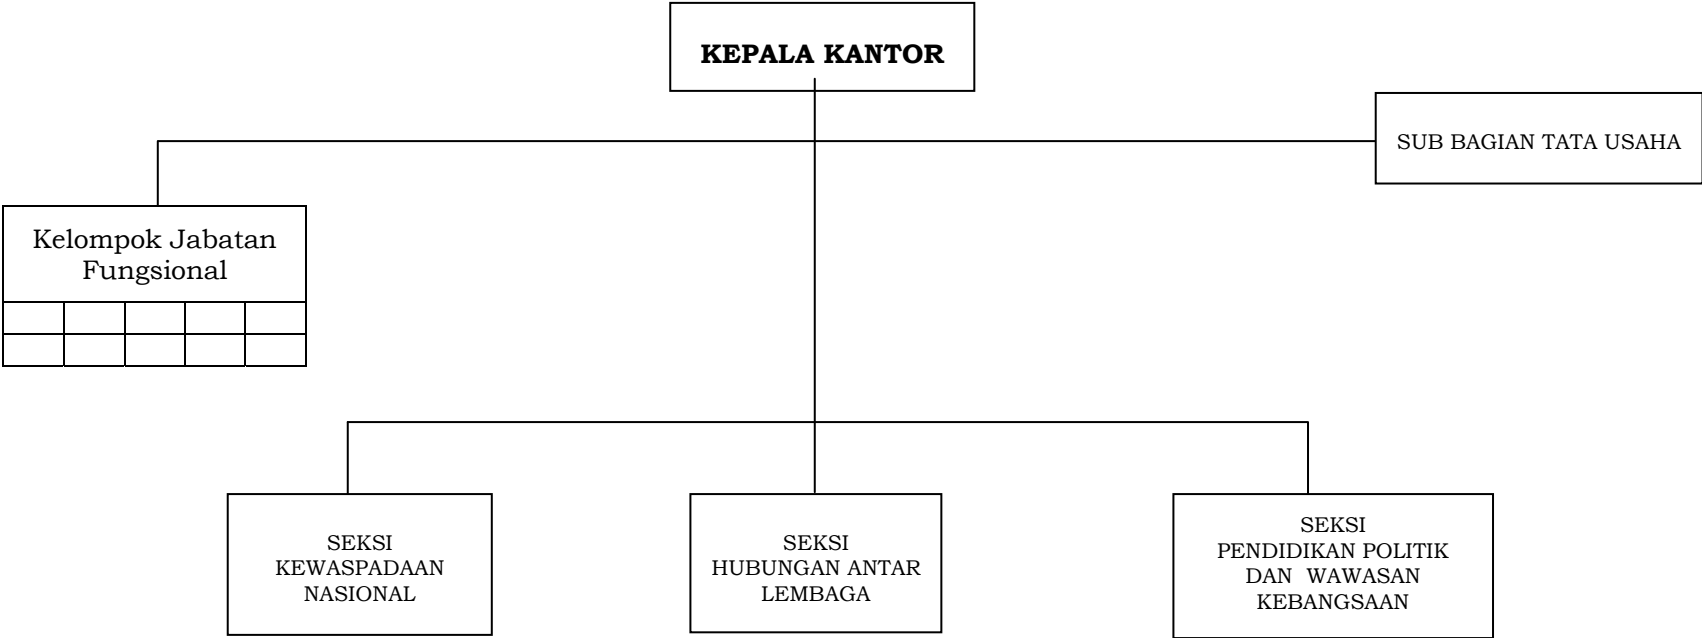 KEPALA KANTOR
SUB BAGIAN TATA USAHA
Kelompok Jabatan
Fungsional
SEKSI
KEWASPADAAN
NASIONAL
SEKSI
HUBUNGAN ANTAR
LEMBAGA
SEKSI
PENDIDIKAN POLITIK
DAN WAWASAN
KEBANGSAAN